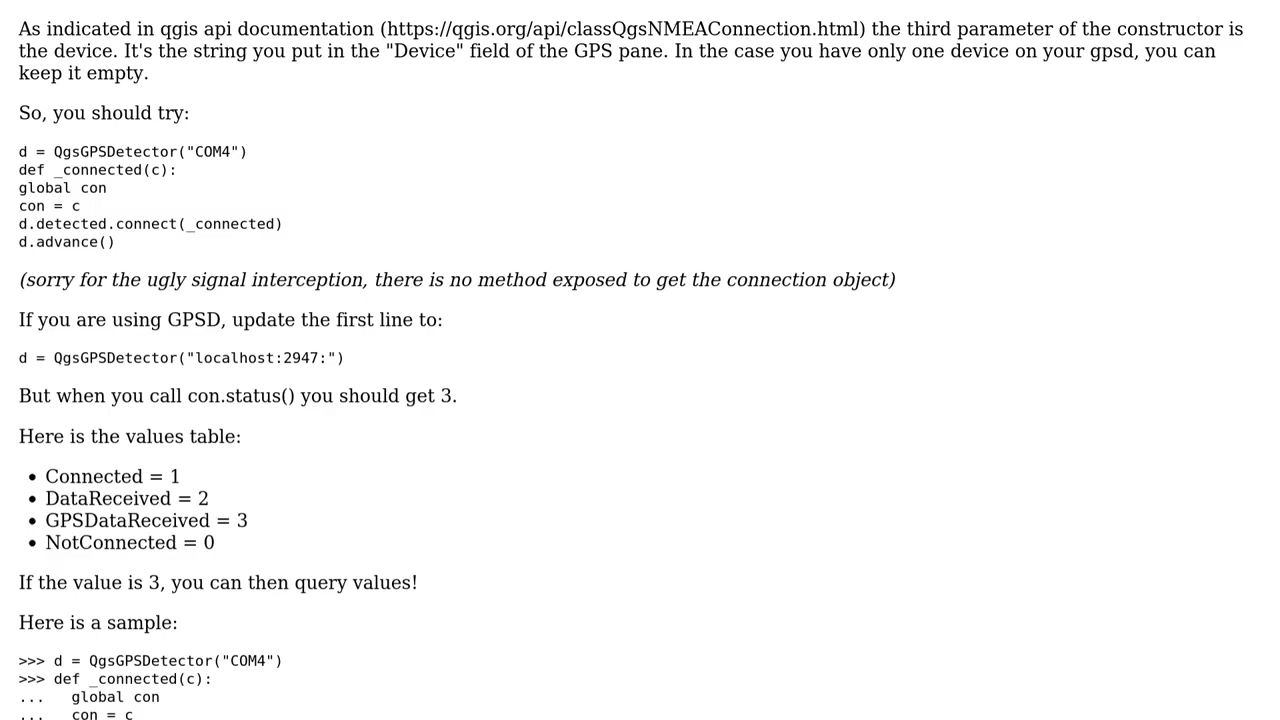 As indicated in qgis api documentation (https://qgis.org/api/classQgsNMEAConnection.html) the third parameter of the constructor is
the device. It's the string you put in the "Device" field of the GPS pane. In the case you have only one device on your gpsd, you can
keep it empty.
So, you should try:
d = QgsGPSDetector("COM4")
def _connected(c):
global con
con = c
d.detected.connect(_connected)
d.advance()
(sorry for the ugly signal interception, there is no method exposed to get the connection object)
If you are using GPSD, update the first line to:
d = QgsGPSDetector("localhost:2947:")
But when you call con.status() you should get 3.
Here is the values table:
• Connected = 1
• DataReceived = 2
• GPSDataReceived = 3
• NotConnected = 0
If the value is 3, you can then query values!
Here is a sample:
>>> d = QgsGPSDetector("COM4")
>>> def _connected(c):
...   global con
...   con = c